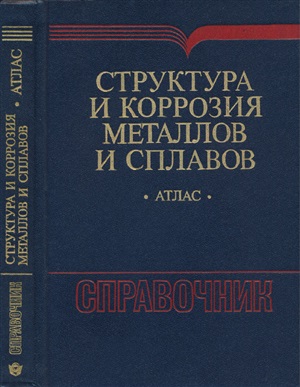 СТРУКТУРА И КОРРОЗИЯ • АТЛАС
МЕТАЛЛОВ И СПЛАВОВ
СПРАВОЧНИК
СТРУКТУРА
И КОРРОЗИЯ
МЕТАЛЛОВ
И СПЛАВОВ
• АТЛАС •
СПРАВОЧНИК